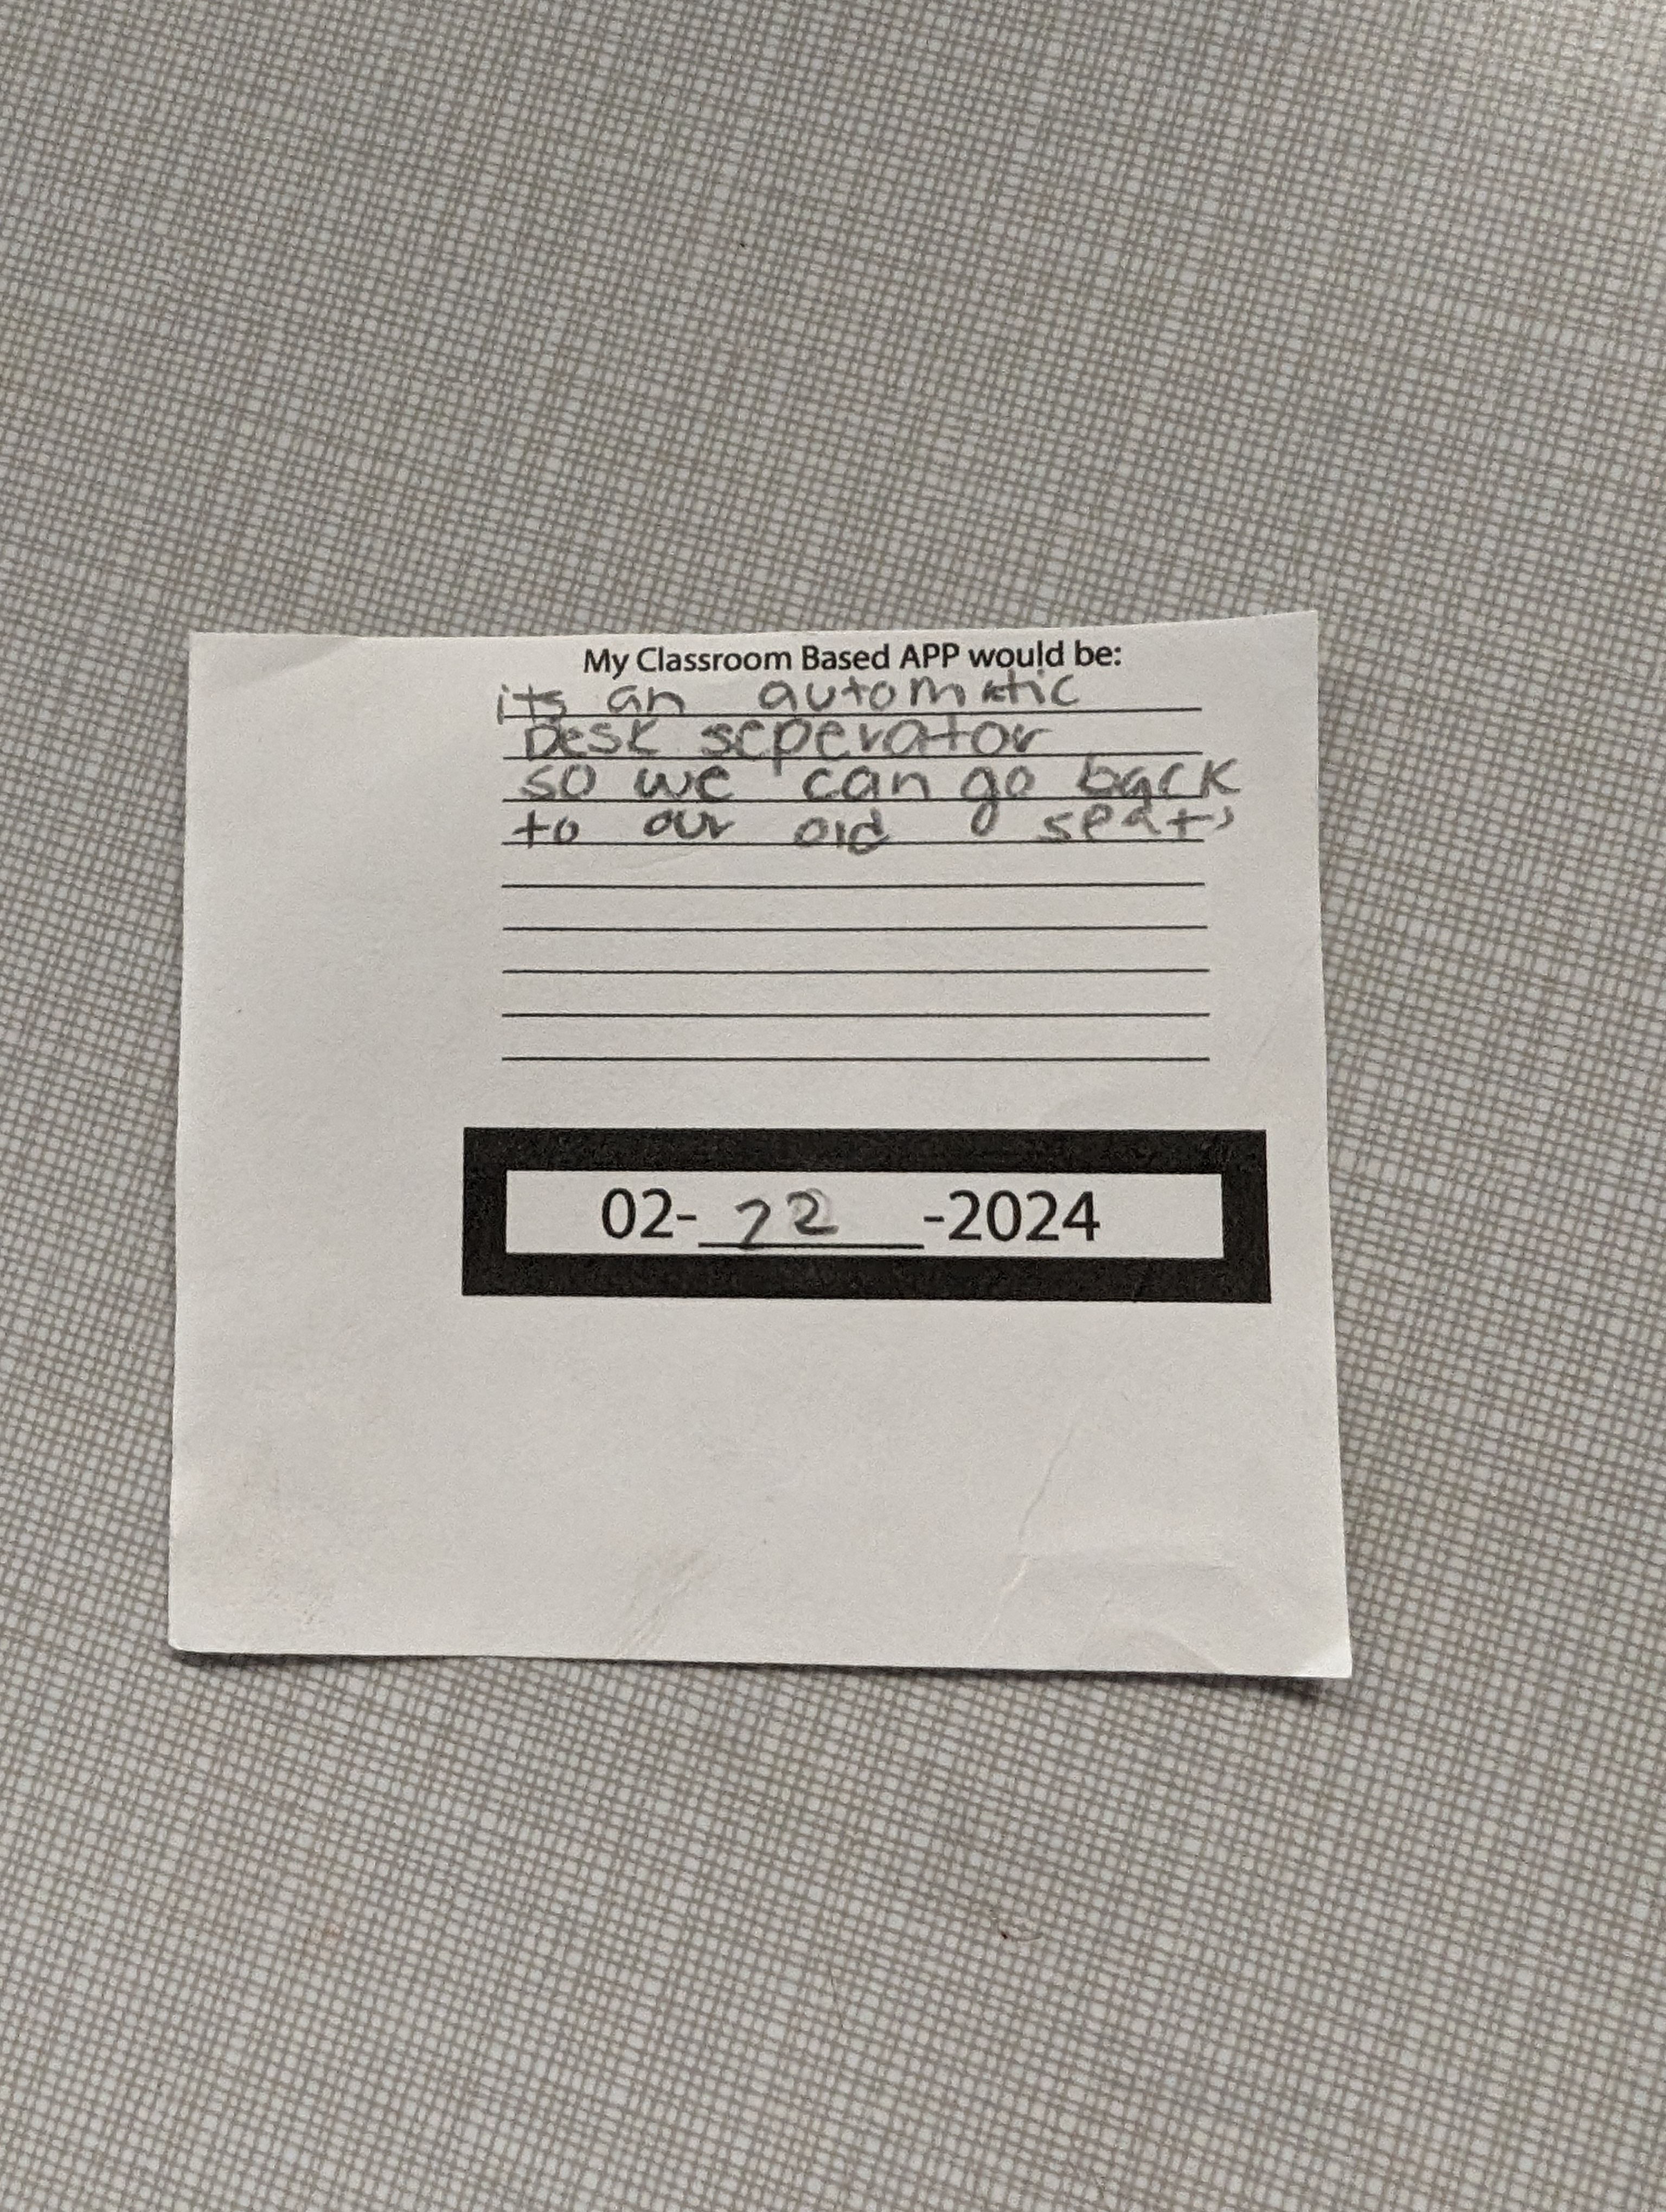 My Classroom Based APP would be:
its an automatic
Desk seperator
so we can go back
to our old seats
02-22-2024